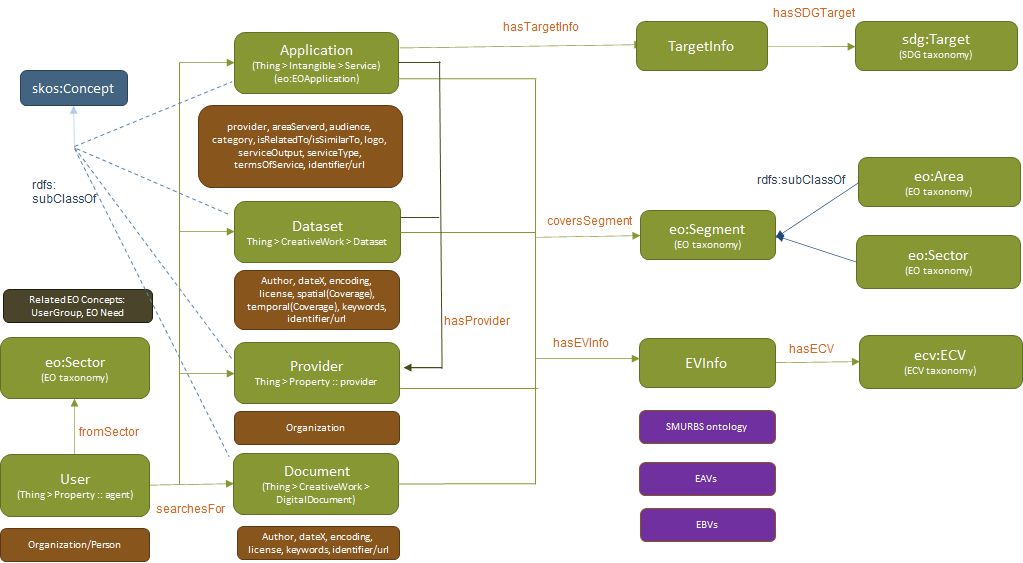 hasSDGTarget
hasTargetInfo
Application
(Thing > Intangible > Service)
(eo:EOApplication)
TargetInfo
sdg:Target
(SDG taxonomy)
skos:Concept
provider, areaServerd, audience,
category, isRelatedTo/isSimilarTo, logo,
serviceOutput, serviceType,
termsOfService, identifier/url
rdfs:
subClassOf
rdfs:subClassOf
eo:Area
(EO taxonomy)
Dataset
Thing > CreativeWork > Dataset
coversSegment
eo:Segment
(EO taxonomy)
eo:Sector
(EO taxonomy)
Author, dateX, encoding,
license, spatial(Coverage),
temporal(Coverage), keywords,
identifier/url
Related EO Concepts:
UserGroup, EO Need
hasProvider
eo:Sector
(EO taxonomy)
Provider
Thing > Property :: provider
hasEVInfo
EVInfo
hasECV
ecv:ECV
(ECV taxonomy)
fromSector
Organization
SMURBS ontology
User
(Thing > Property :: agent)
Document
(Thing > CreativeWork >
DigitalDocument)
EAVs
searchesFor
EBVs
Organization/Person
Author, dateX, encoding,
license, keywords, identifier/url